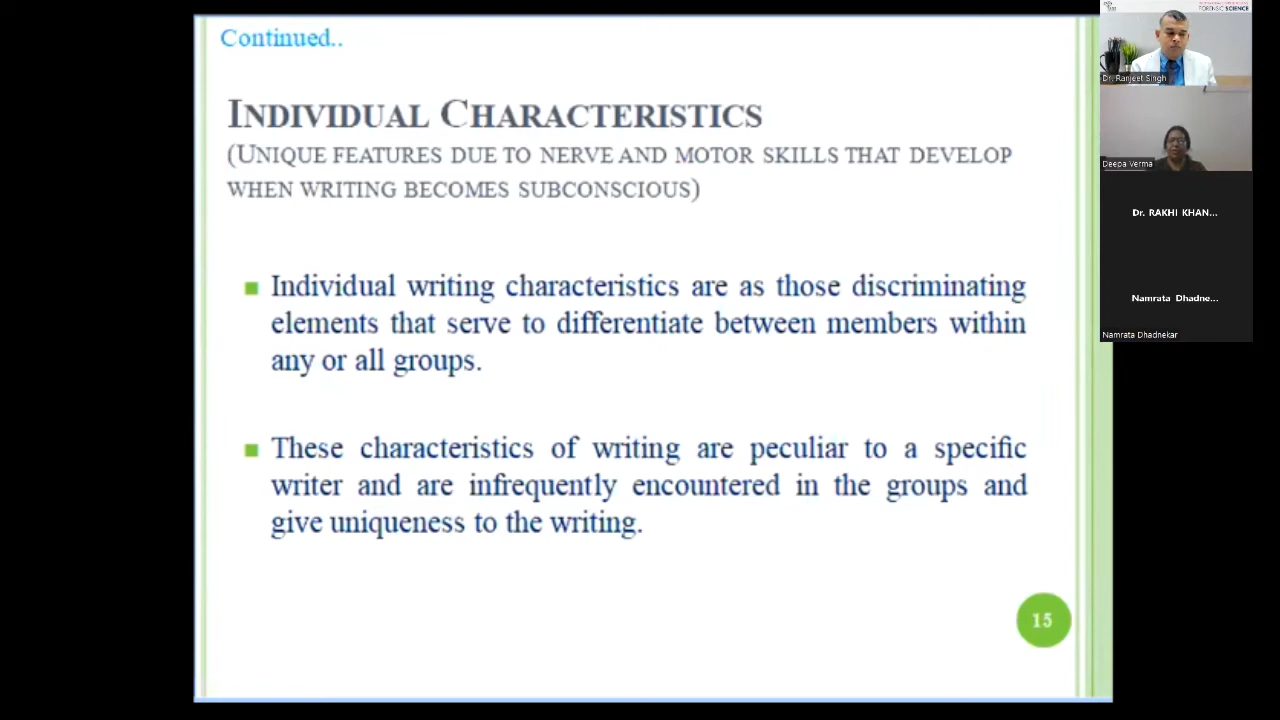 Continued..
INDIVIDUAL CHARACTERISTICS
(UNIQUE FEATURES DUE TO NERVE AND MOTOR SKILLS THAT DEVELOP
WHEN WRITING BECOMES SUBCONSCIOUS)
Individual writing characteristics are as those discriminating
elements that serve to differentiate between members within
any or all groups.
These characteristics of writing are peculiar to a specific
writer and are infrequently encountered in the groups and
give uniqueness to the writing.
15
FORENSIC SCIENCE
Dr. Ranjeet Singh
Deepa Verma
Dr. RAKHI KHAN...
Namrata Dhadne...
Namrata Dhadnekar